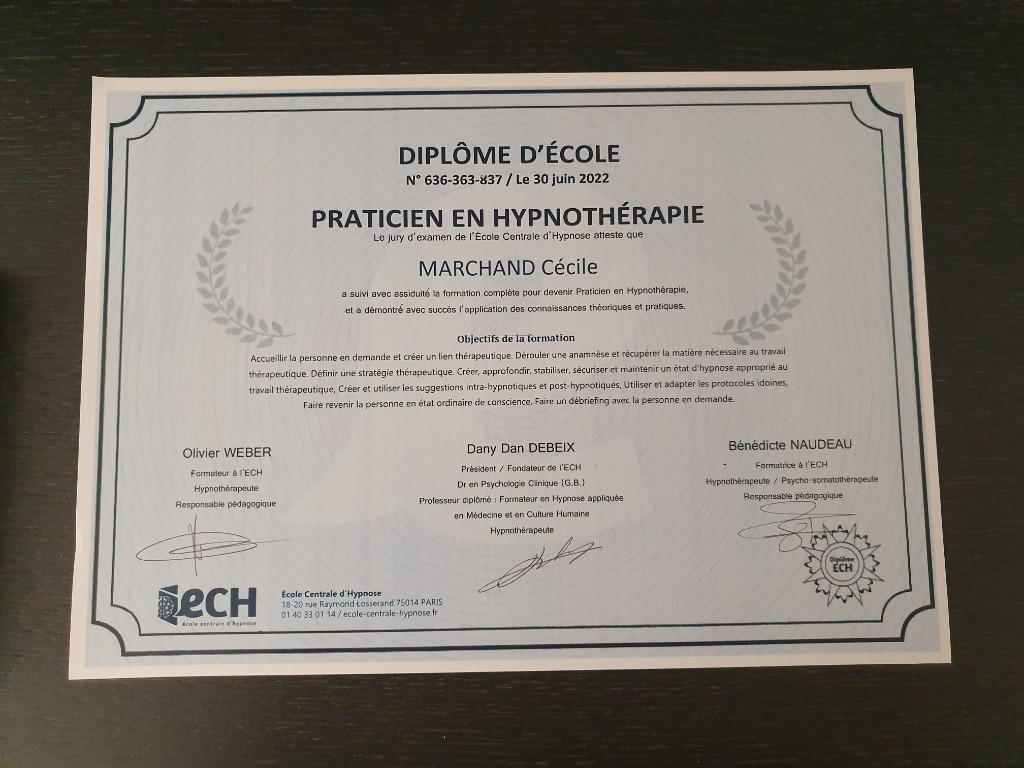 DIPLÔME D'ÉCOLE
N° 636-363-837 / Le 30 juin 2022
PRATICIEN EN HYPNOTHÉRAPIE
Le jury d'examen de l'École Centrale d'Hypnose atteste que
MARCHAND Cécile
a suivi avec assiduité la formation complète pour devenir Praticien en Hypnothérapie,
et a démontré avec succès l'application des connaissances théoriques et pratiques.
Objectifs de la formation
Accueillir la personne en demande et créer un lien thérapeutique. Dérouler une anamnèse et récupérer la matière nécessaire au travail
thérapeutique. Définir une stratégie thérapeutique. Créer, approfondir, stabiliser, sécuriser et maintenir un état d'hypnose approprié au
travail thérapeutique, Créer et utiliser les suggestions intra-hypnotiques et post-hypnotiques, Utiliser et adapter les protocoles idoines,
Faire revenir la personne en état ordinaire de conscience, Faire un débriefing avec la personne en demande.
Olivier WEBER
Formateur à l'ECH
Hypnothérapeute
Responsable pédagogique
Dany Dan DEBEIX
Président / Fondateur de l'ECH
Dr en Psychologie Clinique (G.B.)
Professeur diplômé : Formateur en Hypnose appliquée
en Médecine et en Culture Humaine
Hypnothérapeute
Bénédicte NAUDEAU
Formatrice à l'ECH
Hypnothérapeute / Psycho-somatothérapeute
Responsable pédagogique
Diplôme
ECH
ECH
école centrale d'hypnose
École Centrale d'Hypnose
18-20 rue Raymond Losserand 75014 PARIS
01 40 33 01 14 / ecole-centrale-hypnose.fr